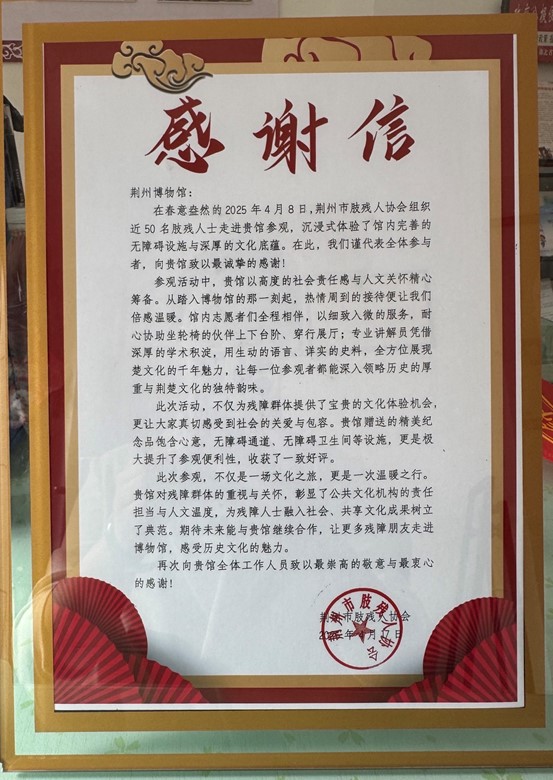 感谢信
荆州博物馆：
在春意盎然的2025年4月8日,荆州市肢残人协会组织
近50名肢残人士走进贵馆参观，沉浸式体验了馆内完善的
无障碍设施与深厚的文化底蕴。在此，我们谨代表全体参与
者，向贵馆致以最诚挚的感谢！
参观活动中，贵馆以高度的社会责任感与人文关怀精心
筹备。从踏入博物馆的那一刻起，热情周到的接待便让我们
倍感温暖。馆内志愿者们全程相伴，以细致入微的服务，耐
心协助坐轮椅的伙伴上下台阶、穿行展厅；专业讲解员凭借
深厚的学术积淀，用生动的语言、详实的史料，全方位展现
楚文化的千年魅力，让每一位参观者都能深入领略历史的厚
重与荆楚文化的独特韵味。
此次活动，不仅为残障群体提供了宝贵的文化体验机会，
更让大家真切感受到社会的关爱与包容。贵馆赠送的精美纪
念品饱含心意，无障碍通道、无障碍卫生间等设施，更是极
大提升了参观便利性，收获了一致好评。
此次参观，不仅是一场文化之旅，更是一次温暖之行。
贵馆对残障群体的重视与关怀，彰显了公共文化机构的责任
担当与人文温度，为残障人士融入社会、共享文化成果树立
了典范。期待未来能与贵馆继续合作，让更多残障朋友走进
博物馆，感受历史文化的魅力。
再次向贵馆全体工作人员致以最崇高的敬意与最衷心
的感谢！
荆州市肢残人协会
2025年4月17日
荆州市肢残人协会